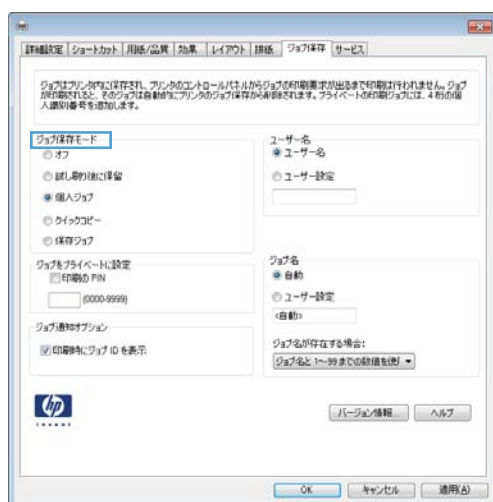 詳細設定 ショートカット 用紙/品質 効果 レイアウト 排紙 ジョブ保存 サービス
ジョブはプリンタ内に保存され、プリンタのコントロールパネルからジョブの印刷要求が出るまで印刷は行われません。ジョブ
が印刷されると、そのジョブは自動的にプリンタのジョブ保存から削除されます。プライベートの印刷ジョブには、4 桁の個
人識別番号を追加します。
ジョブ保存モード
オフ
試し刷り後に保留
個人ジョブ
クイックコピー
保存ジョブ
ユーザー名
ユーザー名
ユーザー設定
ジョブをプライベートに設定
印刷の PIN
(0000-9999)
ジョブ名
自動
ユーザー設定
<自動>
ジョブ通知オプション
印刷時にジョブ ID を表示
ジョブ名が存在する場合:
ジョブ名と 1~99 までの数値を使
hp
invent
バージョン情報... ヘルプ
OK キャンセル 適用(A)